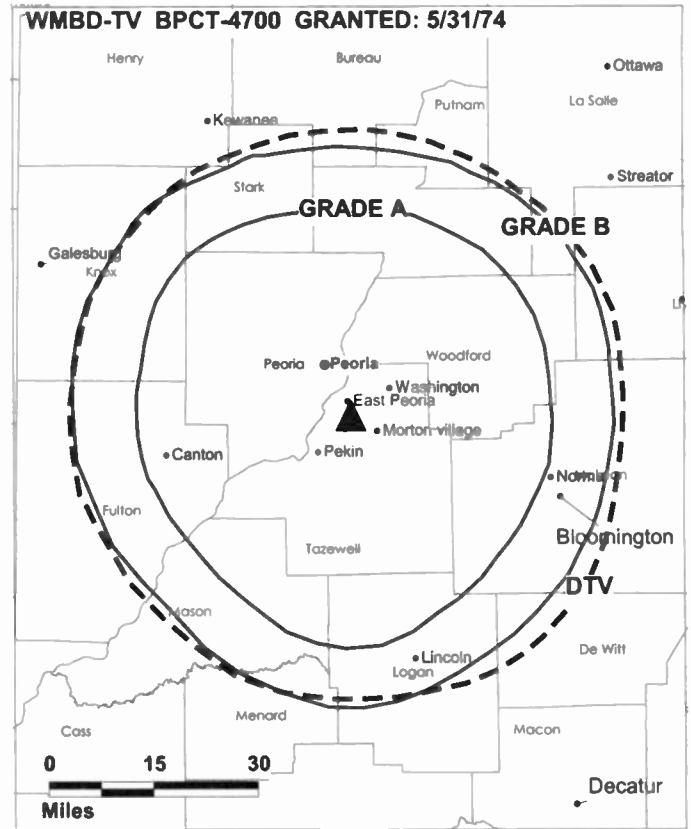 WMBD-TV BPCT-4700 GRANTED: 5/31/74
Henry
Bureau
Ottawa
Putnam
La Salle
Kewanee
Streator
Stark
GRADE A
GRADE B
Galesburg
Knox
Peoria
Peoria
Woodford
Washington
East Peoria
Morton village
Canton
Pekin
Fulton
Bloomington
Tazewell
DTV
Mason
Lincoln
Logan
De Witt
Menard
Cass
Macon
0 15 30
Miles
Decatur